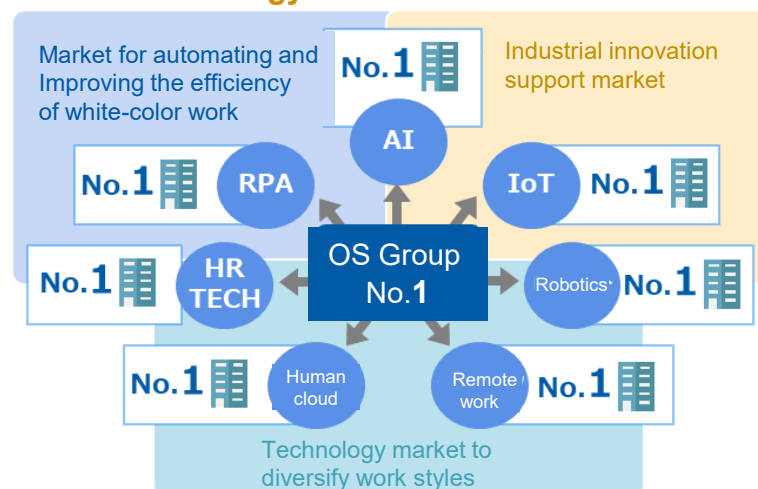 gy
Market for automating and
Improving the efficiency
of white-color work
No.1
Industrial innovation
support market
AI
No.1
RPA
IoT
No.1
No.1
HR
TECH
OS Group
No.1
Robotics
No.1
No.1
Human
cloud
Remote
work
No.1
Technology market to
diversify work styles